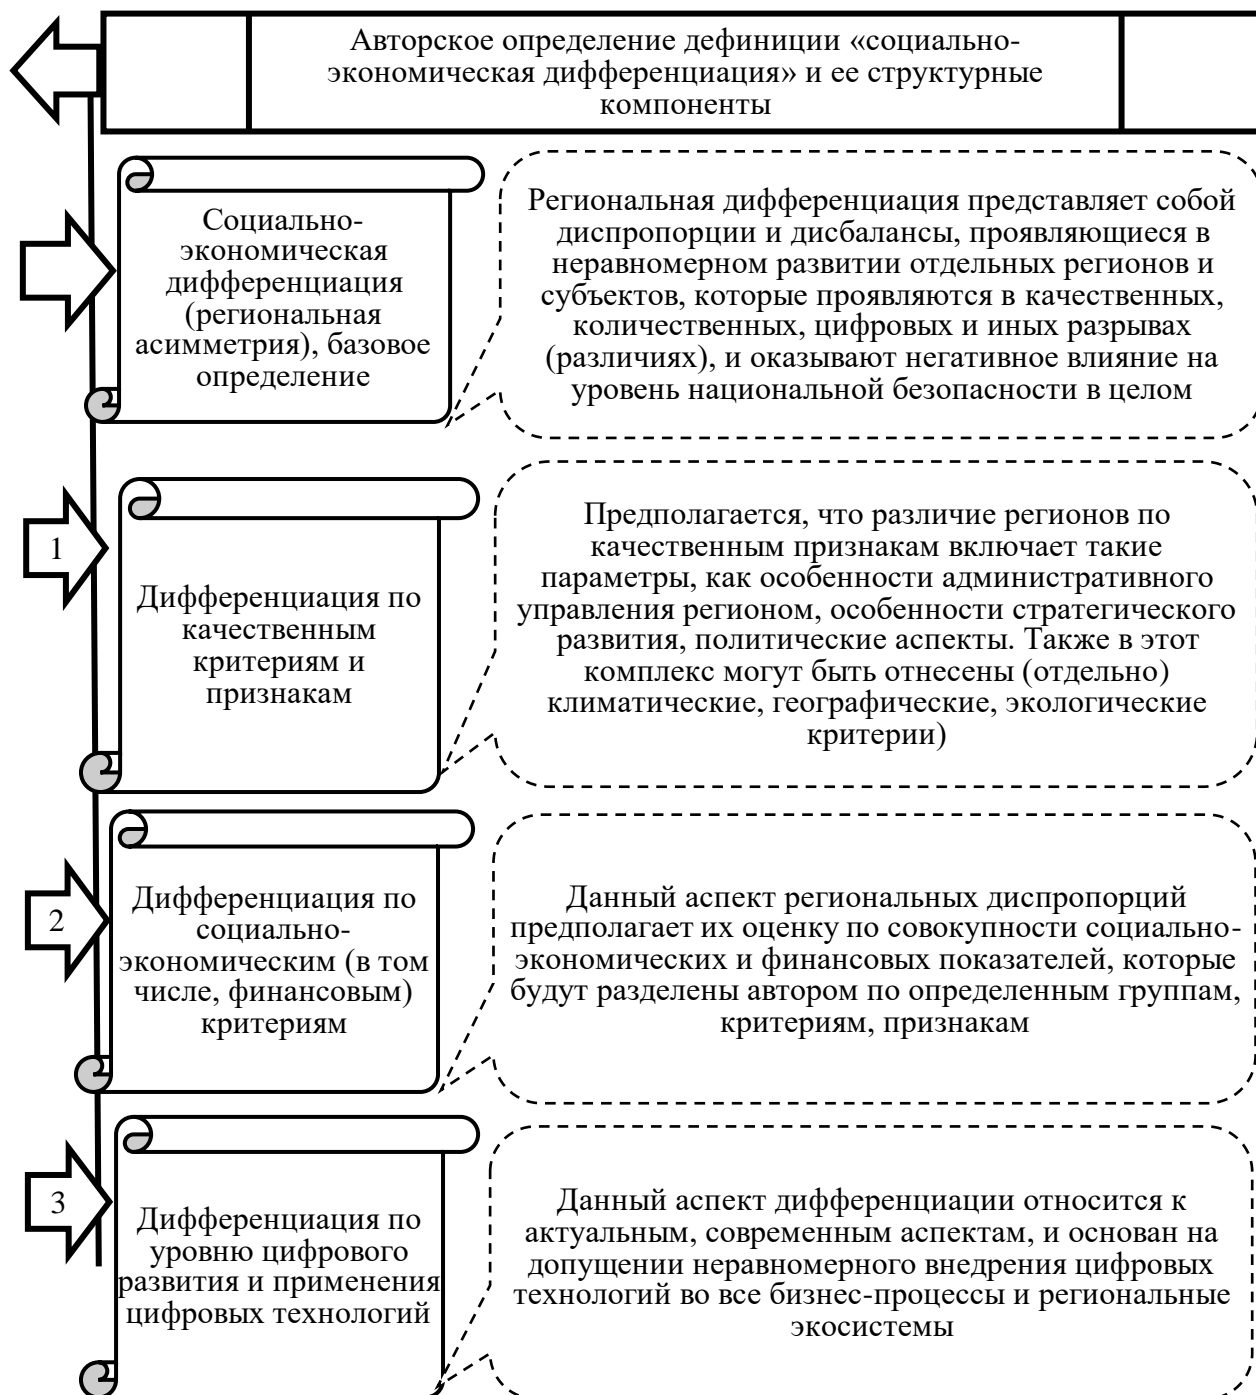 Авторское определение дефиниции «социально-
экономическая дифференциация» и ее структурные
компоненты
Социально-
экономическая
дифференциация
(региональная
асимметрия), базовое
определение
Региональная дифференциация представляет собой
диспропорции и дисбалансы, проявляющиеся в
неравномерном развитии отдельных регионов и
субъектов, которые проявляются в качественных,
количественных, цифровых и иных разрывах
(различиях), и оказывают негативное влияние на
уровень национальной безопасности в целом
1
Дифференциация по
качественным
критериям и
признакам
Предполагается, что различие регионов по
качественным признакам включает такие
параметры, как особенности административного
управления регионом, особенности стратегического
развития, политические аспекты. Также в этот
комплекс могут быть отнесены (отдельно)
климатические, географические, экологические
критерии)
2
Дифференциация по
социально-
экономическим (в том
числе, финансовым)
критериям
Данный аспект региональных диспропорций
предполагает их оценку по совокупности социально-
экономических и финансовых показателей, которые
будут разделены автором по определенным группам,
критериям, признакам
3
Дифференциация по
уровню цифрового
развития и применения
цифровых технологий
Данный аспект дифференциации относится к
актуальным, современным аспектам, и основан на
допущении неравномерного внедрения цифровых
технологий во все бизнес-процессы и региональные
экосистемы